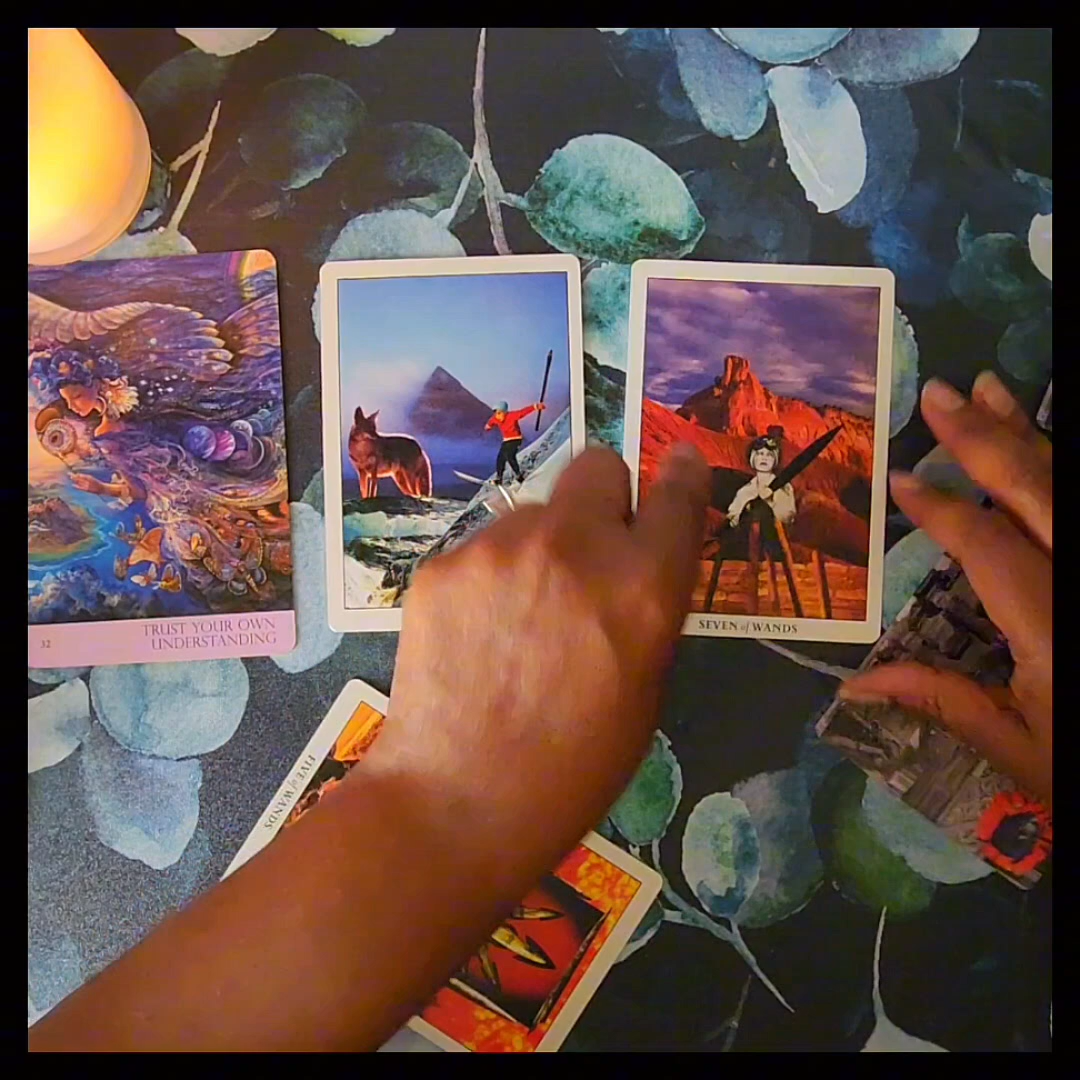 32
TRUST YOUR OWN
UNDERSTANDING
SEVEN of WANDS
FIVE of WANDS